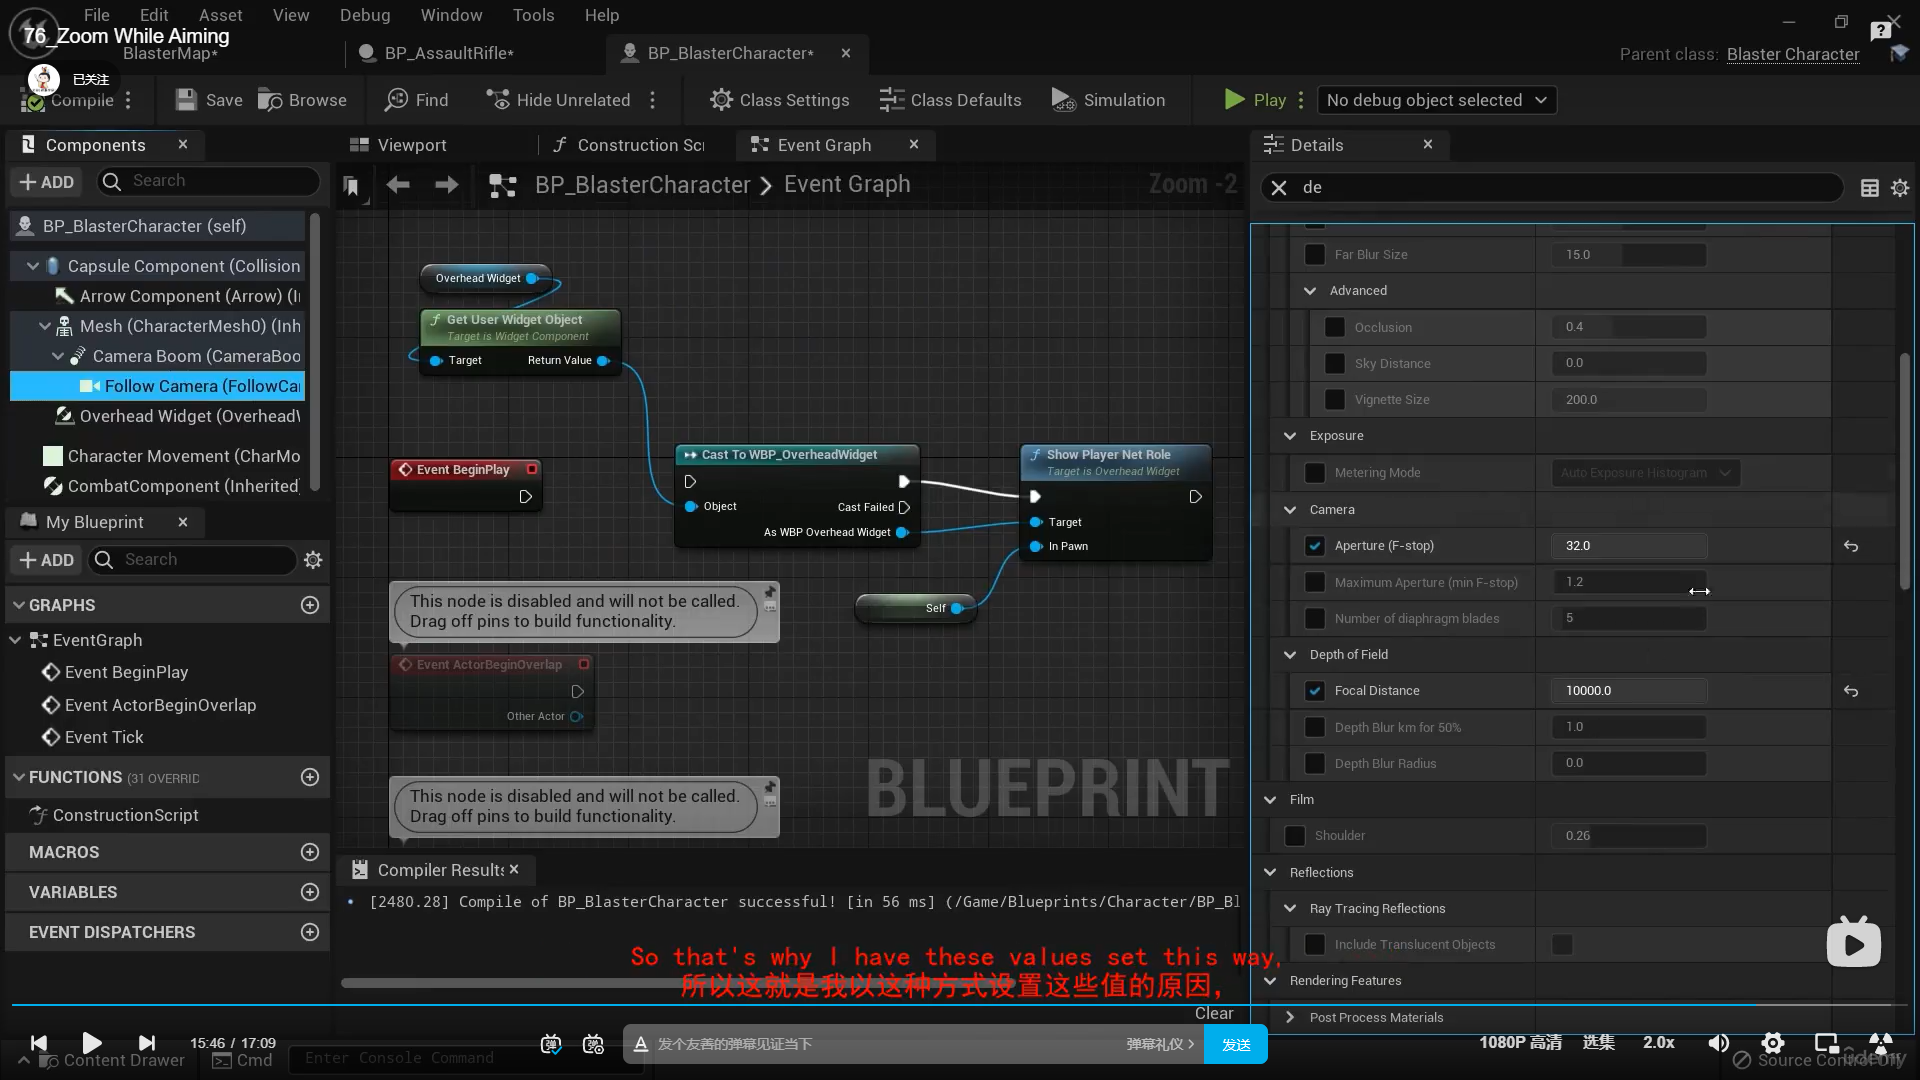 File Edit Asset View Debug Window Tools Help
76_Zoom While Aiming
BlasterMap*
BP_AssaultRifle*
BP_BlasterCharacter*
Parent class: Blaster Character
已关注
Compile
Save
Browse
Find
Hide Unrelated
Class Settings
Class Defaults
Simulation
Play
No debug object selected
Components
ADD
Search
BP_BlasterCharacter (self)
Capsule Component (Collision
Arrow Component (Arrow) (I
Mesh (CharacterMesh0) (Inh
Camera Boom (CameraBoo
Follow Camera (FollowCa
Overhead Widget (Overhead
Character Movement (CharMo
CombatComponent (Inherited
My Blueprint
ADD
Search
GRAPHS
EventGraph
Event BeginPlay
Event ActorBeginOverlap
Event Tick
FUNCTIONS (31 OVERRID
ConstructionScript
MACROS
VARIABLES
EVENT DISPATCHERS
Viewport
Construction Scr
Event Graph
BP_BlasterCharacter > Event Graph
Zoom -2
Overhead Widget
Get User Widget Object
Target is Widget Component
Target
Return Value
Event BeginPlay
Cast To WBP_OverheadWidget
Object
Cast Failed
As WBP Overhead Widget
Show Player Net Role
Target is Overhead Widget
Target
In Pawn
Self
This node is disabled and will not be called.
Drag off pins to build functionality.
Event ActorBeginOverlap
Other Actor
This node is disabled and will not be called.
Drag off pins to build functionality.
BLUEPRINT
Compiler Results
[2480.28] Compile of BP_BlasterCharacter successful! [in 56 ms] (/Game/Blueprints/Character/BP_Bl
Clear
Details
de
Far Blur Size 15.0
Advanced
Occlusion 0.4
Sky Distance 0.0
Vignette Size 200.0
Exposure
Metering Mode Auto Exposure Histogram
Camera
Aperture (F-stop) 32.0
Maximum Aperture (min F-stop) 1.2
Number of diaphragm blades 5
Depth of Field
Focal Distance 10000.0
Depth Blur km for 50% 1.0
Depth Blur Radius 0.0
Film
Shoulder 0.26
Reflections
Ray Tracing Reflections
Include Translucent Objects
Rendering Features
Post Process Materials
So that's why I have these values set this way,
所以这就是我以这种方式设置这些值的原因，
15:46 / 17:09
发个友善的弹幕见证当下
弹幕礼仪 >
发送
1080P 高清
选集
2.0x
Content Drawer
Cmd
Enter Console Command
Source Control Off
udemy